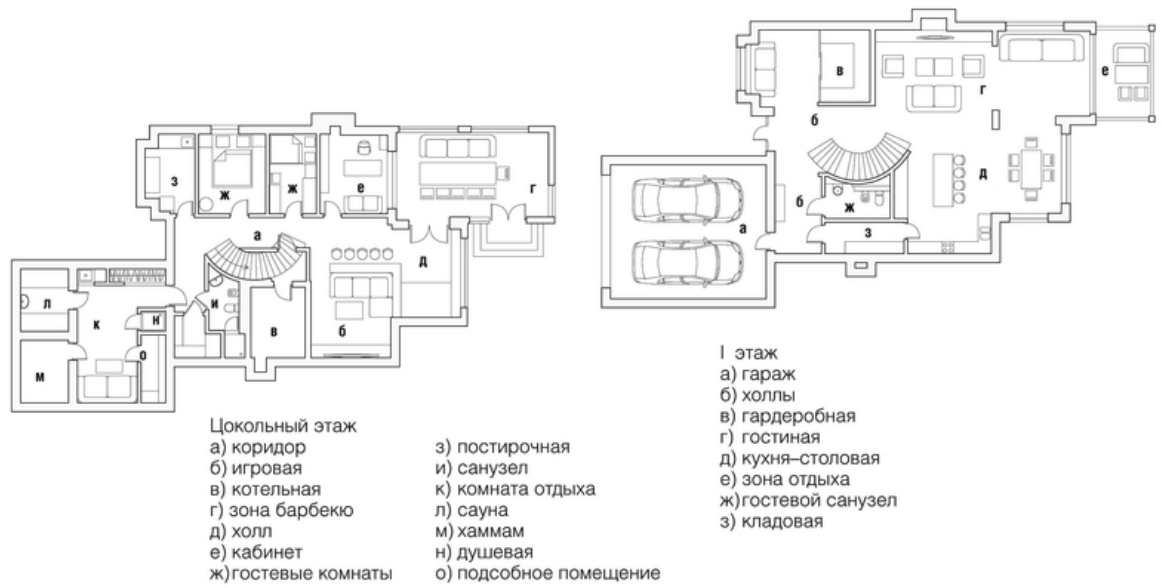 з
ж
ж
е
г
а
д
л
к
н
и
в
б
м
о
в
г
е
б
д
б
ж
а
з
Цокольный этаж
а) коридор
б) игровая
в) котельная
г) зона барбекю
д) холл
е) кабинет
ж)гостевые комнаты
з) постирочная
и) санузел
к) комната отдыха
л) сауна
м) хаммам
н) душевая
о) подсобное помещение
I этаж
а) гараж
б) холлы
в) гардеробная
г) гостиная
д) кухня–столовая
е) зона отдыха
ж)гостевой санузел
з) кладовая